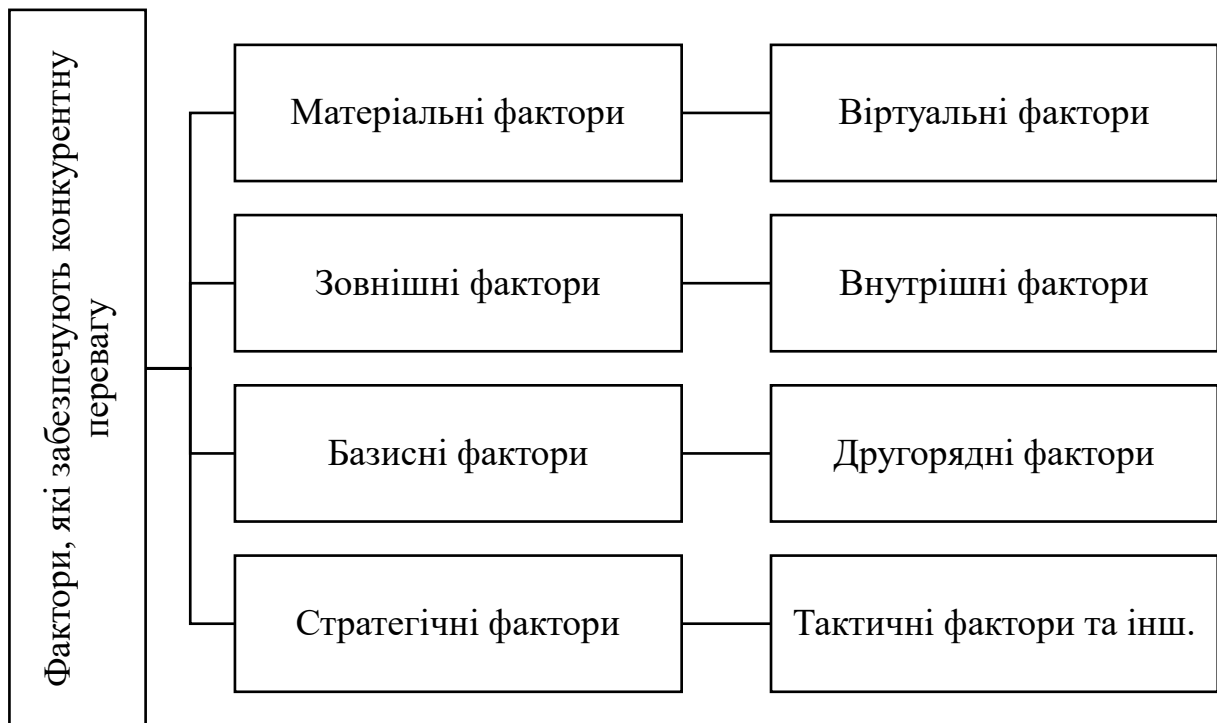 Фактори, які забезпечують конкурентну
перевагу
Матеріальні фактори
Віртуальні фактори
Зовнішні фактори
Внутрішні фактори
Базисні фактори
Другорядні фактори
Стратегічні фактори
Тактичні фактори та інш.